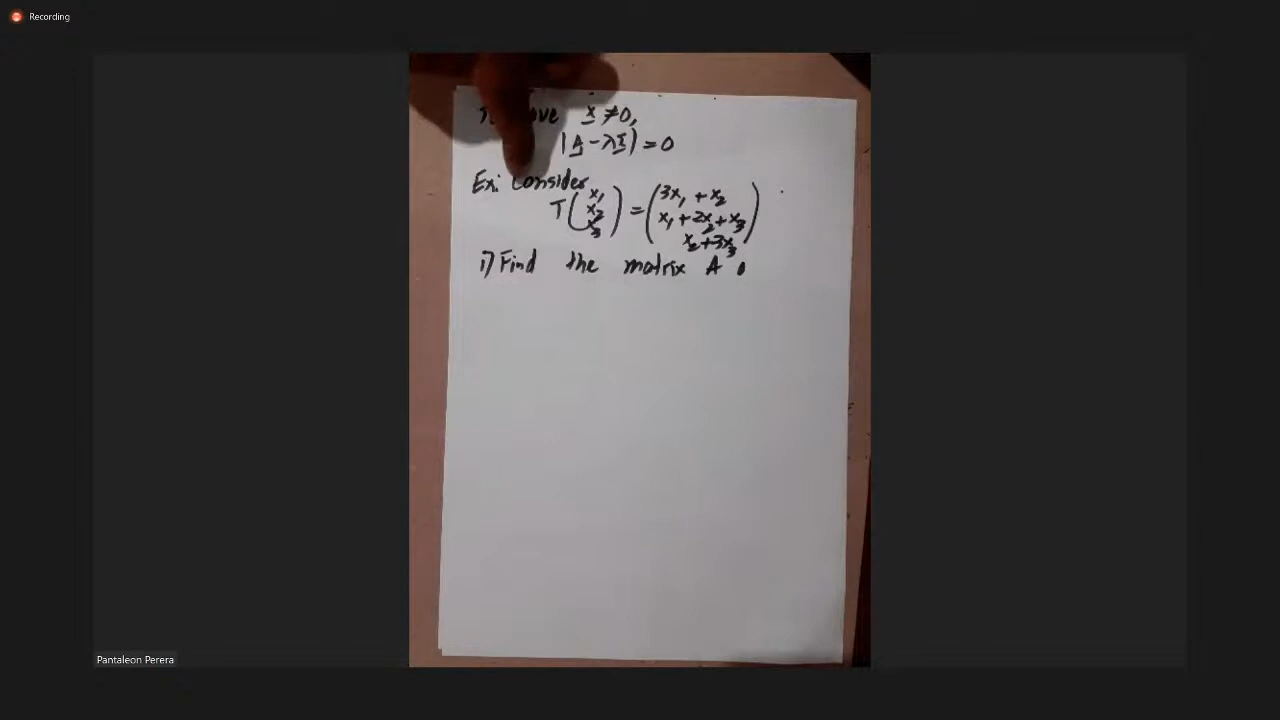 Recording
x ≠ 0,
|A - λI| = 0
Ex: Consider
T(x₁ x₂ x₃) = (3x₁ + x₂
x₁ + 2x₂ + x₃
x₂ + 3x₃)
i) Find the matrix A
Pantaleon Perera